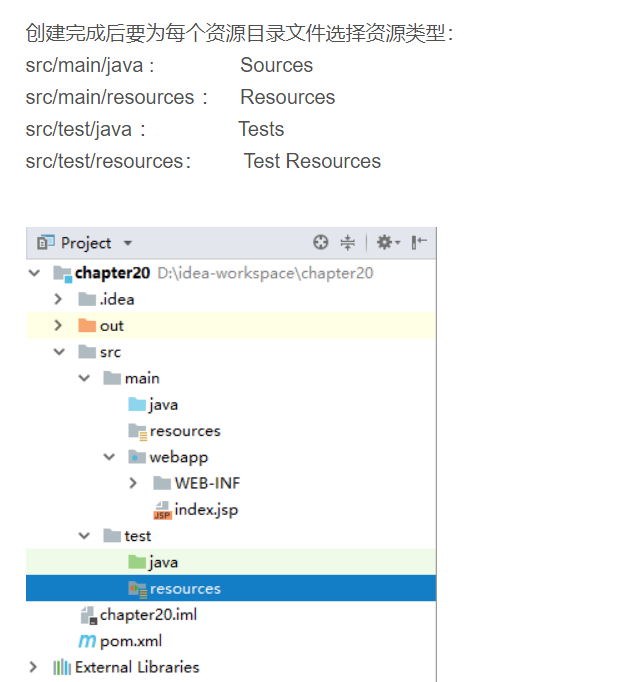 创建完成后要为每个资源目录文件选择资源类型：
src/main/java： Sources
src/main/resources： Resources
src/test/java： Tests
src/test/resources： Test Resources
Project
chapter20 D:\idea-workspace\chapter20
.idea
out
src
main
java
resources
webapp
WEB-INF
JSP index.jsp
test
java
resources
chapter20.iml
m pom.xml
External Libraries